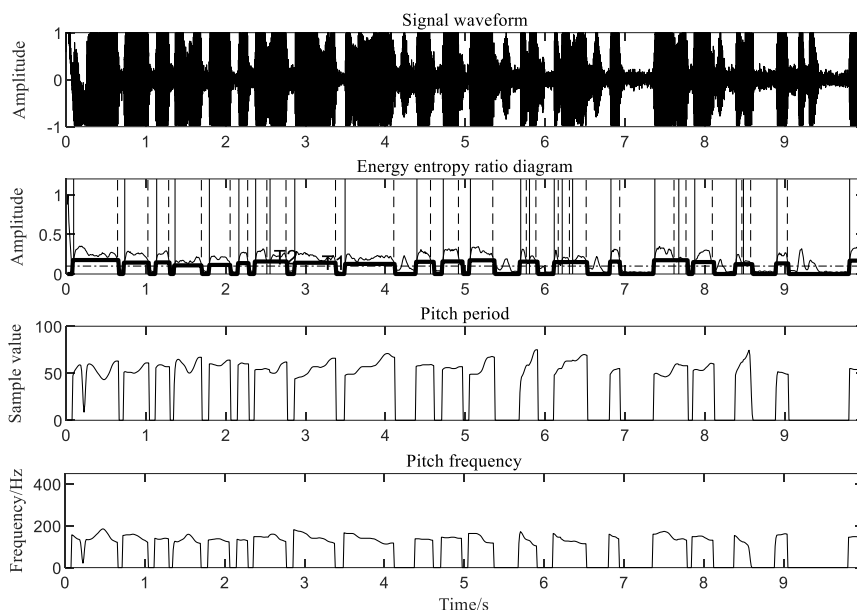 Signal waveform
1
0
-1
Amplitude
0 1 2 3 4 5 6 7 8 9
Energy entropy ratio diagram
1
0.5
0
Amplitude
T2 T1
0 1 2 3 4 5 6 7 8 9
Pitch period
100
50
0
Sample value
0 1 2 3 4 5 6 7 8 9
Pitch frequency
400
200
0
Frequency/Hz
0 1 2 3 4 5 6 7 8 9
Time/s